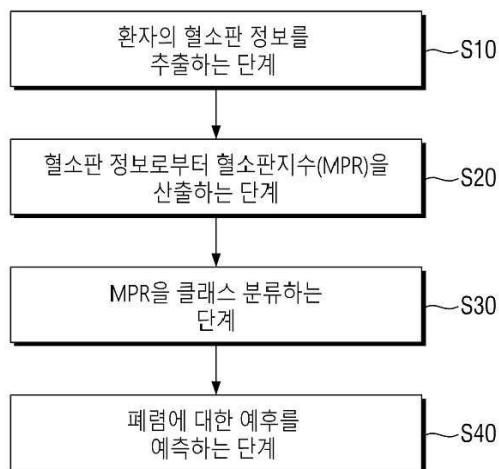 환자의 혈소판 정보를
추출하는 단계
S10
혈소판 정보로부터 혈소판지수(MPR)을
산출하는 단계
S20
MPR을 클래스 분류하는
단계
S30
폐렴에 대한 예후를
예측하는 단계
S40